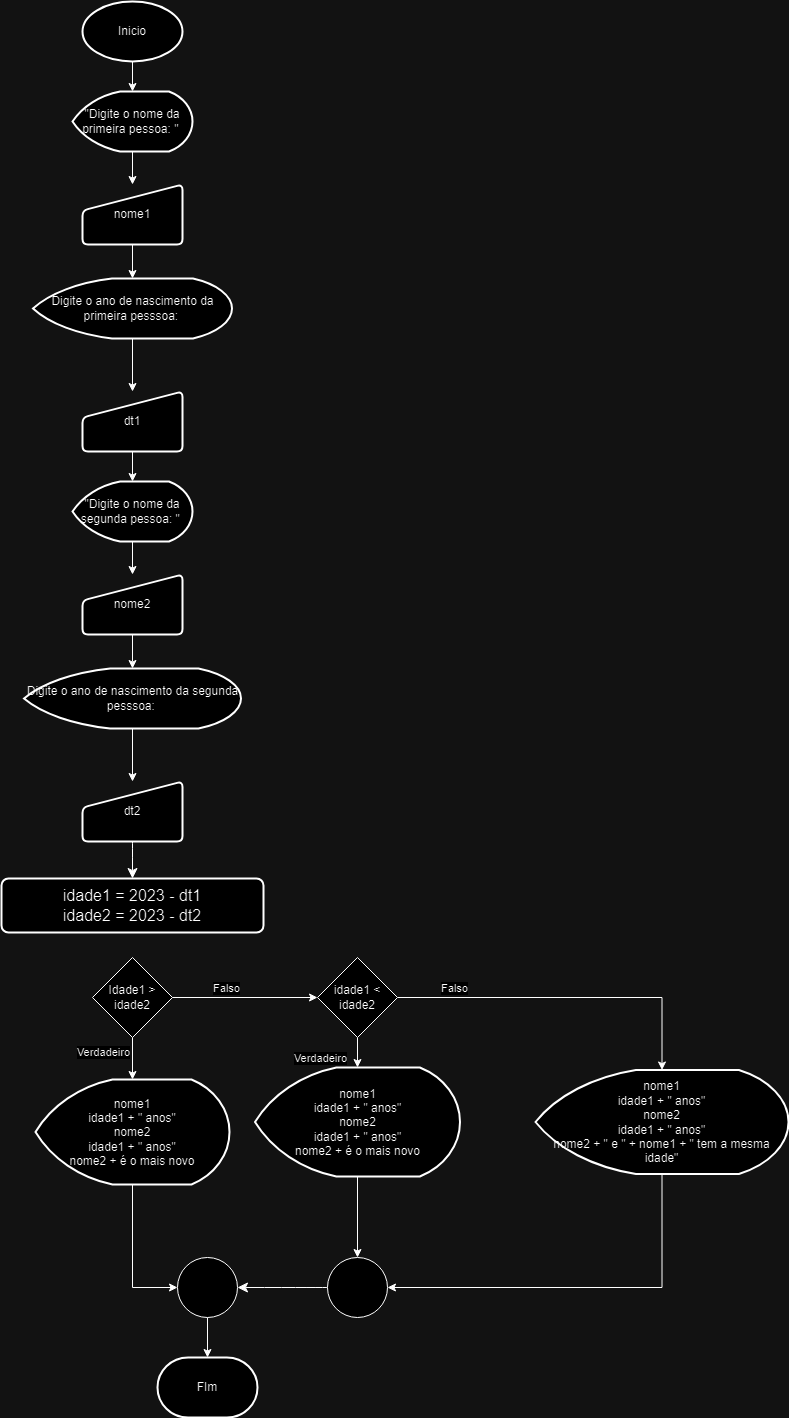 Inicio
"Digite o nome da
primeira pessoa: "
nome1
Digite o ano de nascimento da
primeira pesssoa:
dt1
"Digite o nome da
segunda pessoa: "
nome2
Digite o ano de nascimento da segunda
pesssoa:
dt2
idade1 = 2023 - dt1
idade2 = 2023 - dt2
Idade1 >
idade2
Falso
idade1 <
idade2
Falso
Verdadeiro
Verdadeiro
nome1
idade1 + " anos"
nome2
idade1 + " anos"
nome2 + é o mais novo
nome1
idade1 + " anos"
nome2
idade1 + " anos"
nome2 + é o mais novo
nome1
idade1 + " anos"
nome2
idade1 + " anos"
nome2 + " e " + nome1 + " tem a mesma
idade"
FIm